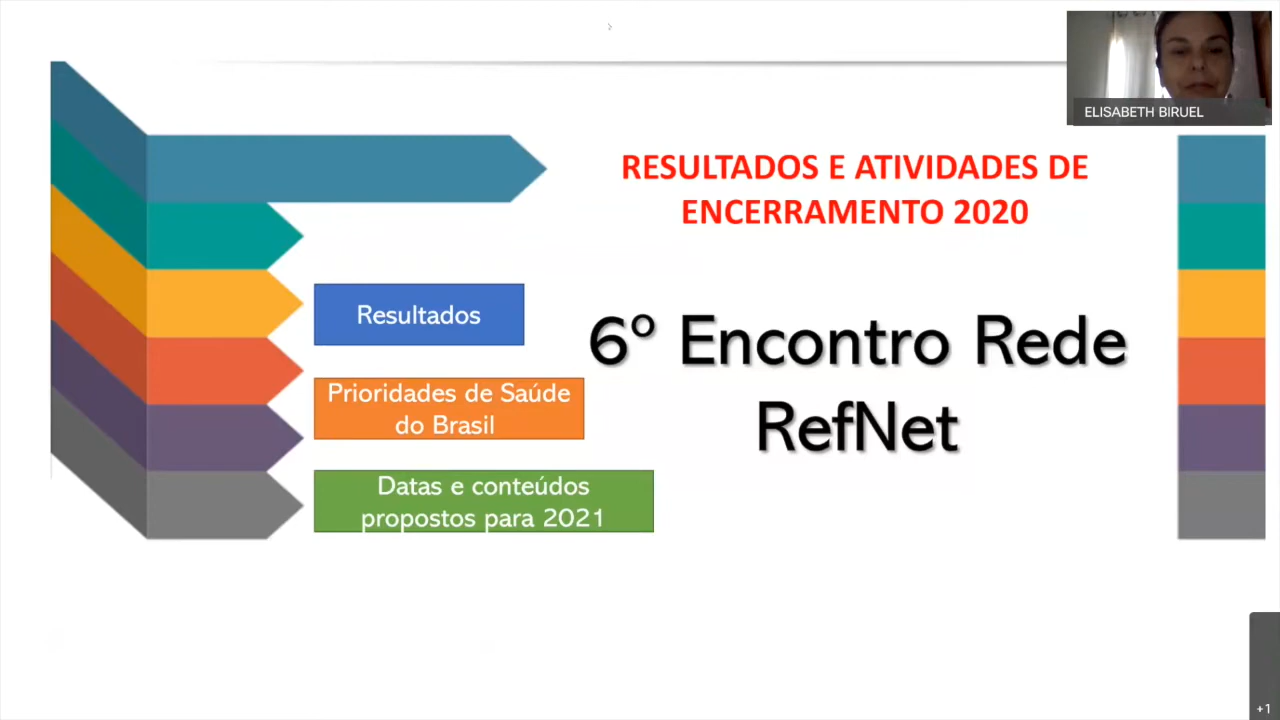 ELISABETH BIRUEL
RESULTADOS E ATIVIDADES DE
ENCERRAMENTO 2020
Resultados
6º Encontro Rede
RefNet
Prioridades de Saúde
do Brasil
Datas e conteúdos
propostos para 2021
+1